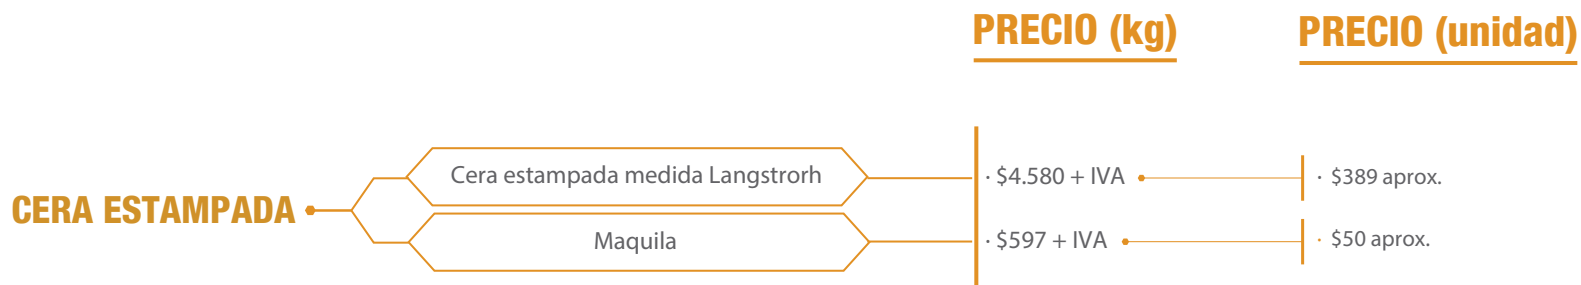 PRECIO (kg)
PRECIO (unidad)
CERA ESTAMPADA
Cera estampada medida Langstrorh
· $4.580 + IVA
· $389 aprox.
Maquila
· $597 + IVA
· $50 aprox.